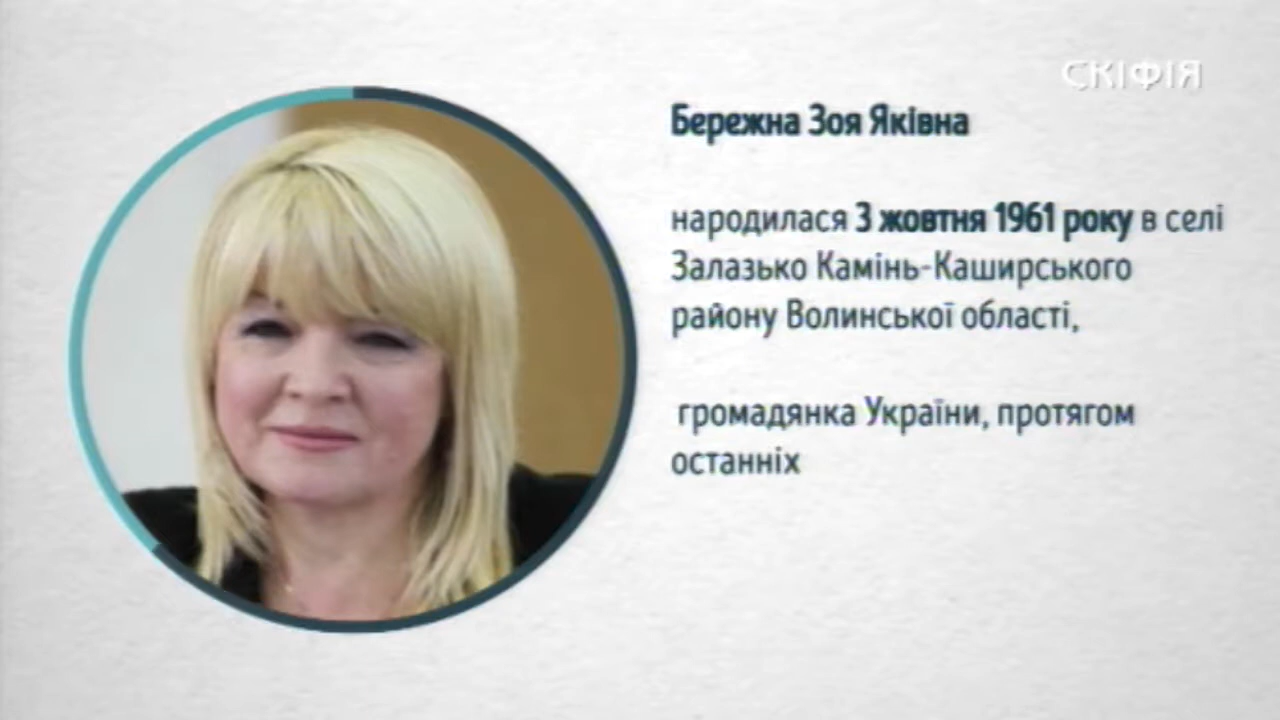 СКІФІЯ
Бережна Зоя Яківна
народилася 3 жовтня 1961 року в селі
Залазько Камінь-Каширського
району Волинської області,
громадянка України, протягом
останніх